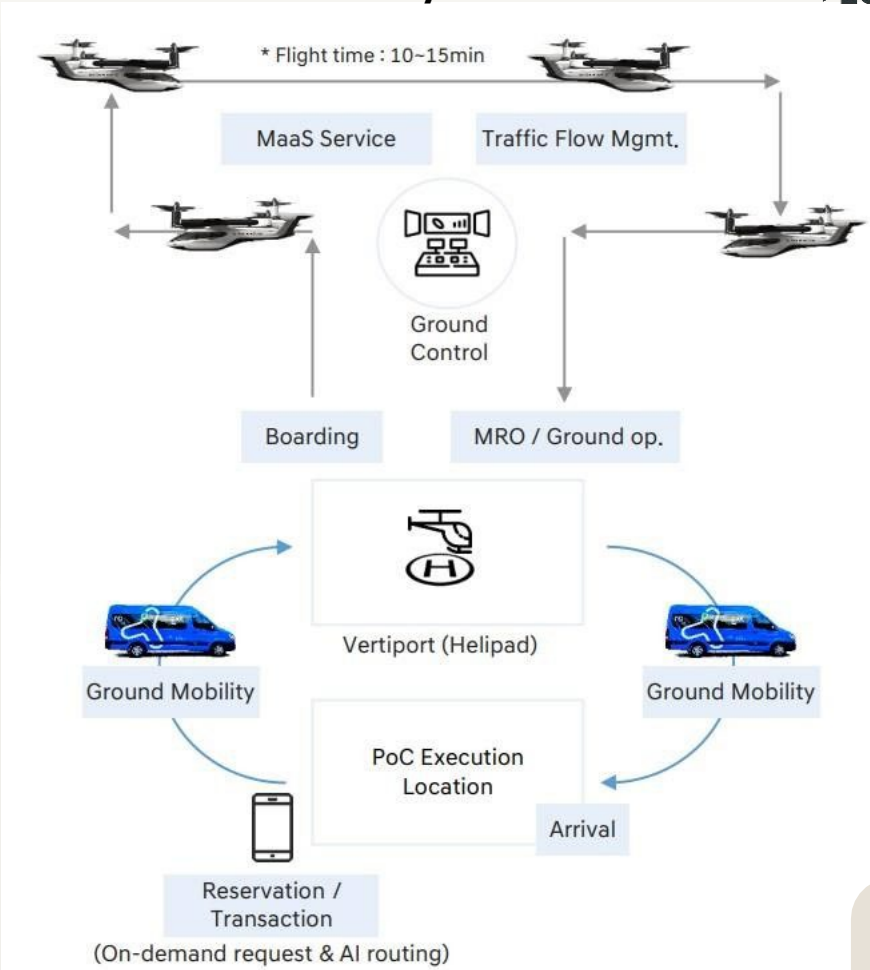 * Flight time : 10~15min
MaaS Service
Traffic Flow Mgmt.
Ground
Control
Boarding
MRO / Ground op.
H
Vertiport (Helipad)
Ground Mobility
Ground Mobility
PoC Execution
Location
Arrival
Reservation /
Transaction
(On-demand request & AI routing)